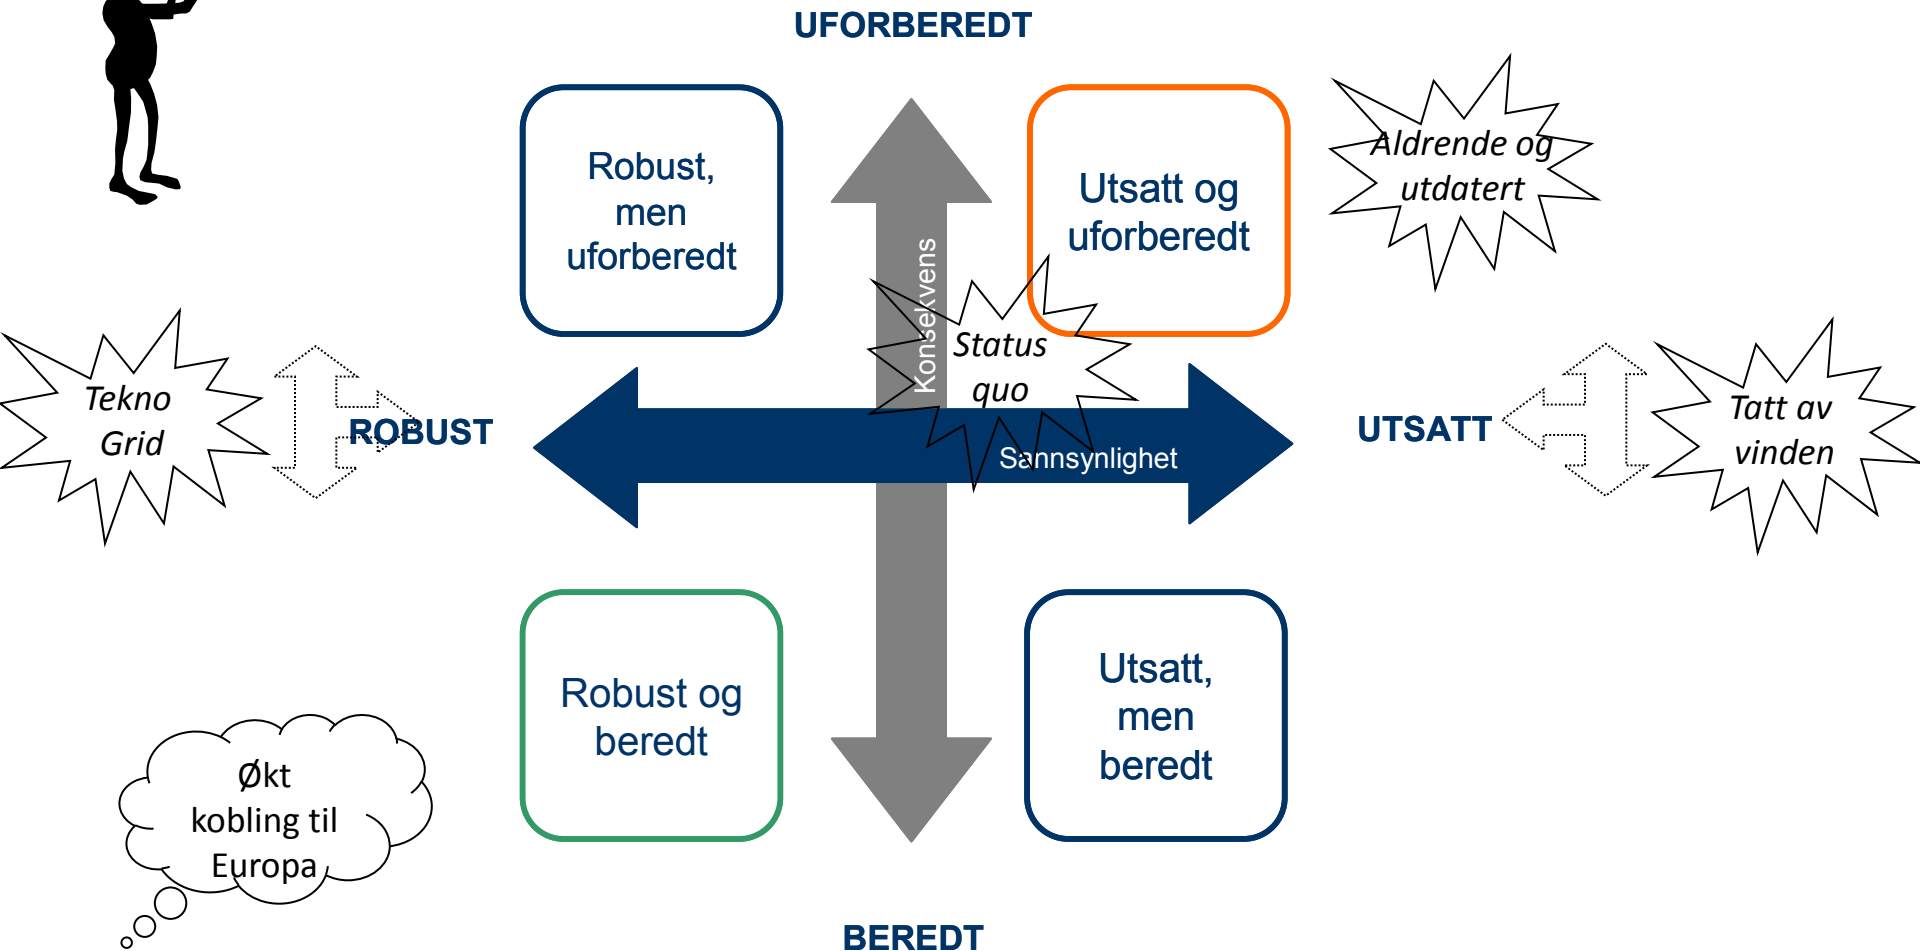 UFORBEREDT
Robust,
men
uforberedt
Konsekvens
Utsatt og
uforberedt
Aldrende og
utdatert
Status
quo
Tekno
Grid
ROBUST
Sannsynlighet
UTSATT
Tatt av
vinden
Robust og
beredt
Utsatt,
men
beredt
Økt
kobling til
Europa
BEREDT